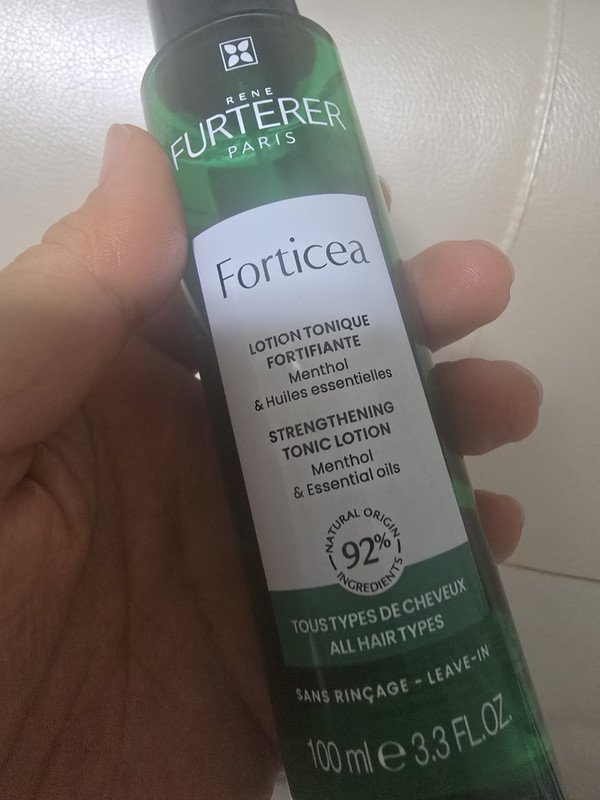 RENE
FURTERER
PARIS
Forticea
LOTION TONIQUE
FORTIFIANTE
Menthol
& Huiles essentielles
STRENGTHENING
TONIC LOTION
Menthol
& Essential oils
NATURAL ORIGIN
92%
INGREDIENTS
TOUS TYPES DE CHEVEUX
ALL HAIR TYPES
SANS RINÇAGE - LEAVE-IN
100 ml e 3.3 FL.OZ.